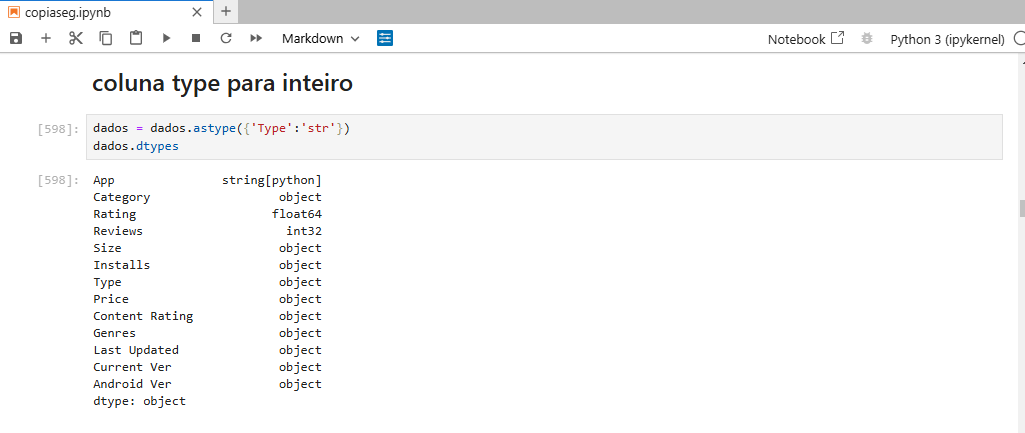 copiaseg.ipynb
Markdown
Notebook
Python 3 (ipykernel)
coluna type para inteiro
[598]:
dados = dados.astype({'Type':'str'})
dados.dtypes
[598]:
App string[python]
Category object
Rating float64
Reviews int32
Size object
Installs object
Type object
Price object
Content Rating object
Genres object
Last Updated object
Current Ver object
Android Ver object
dtype: object